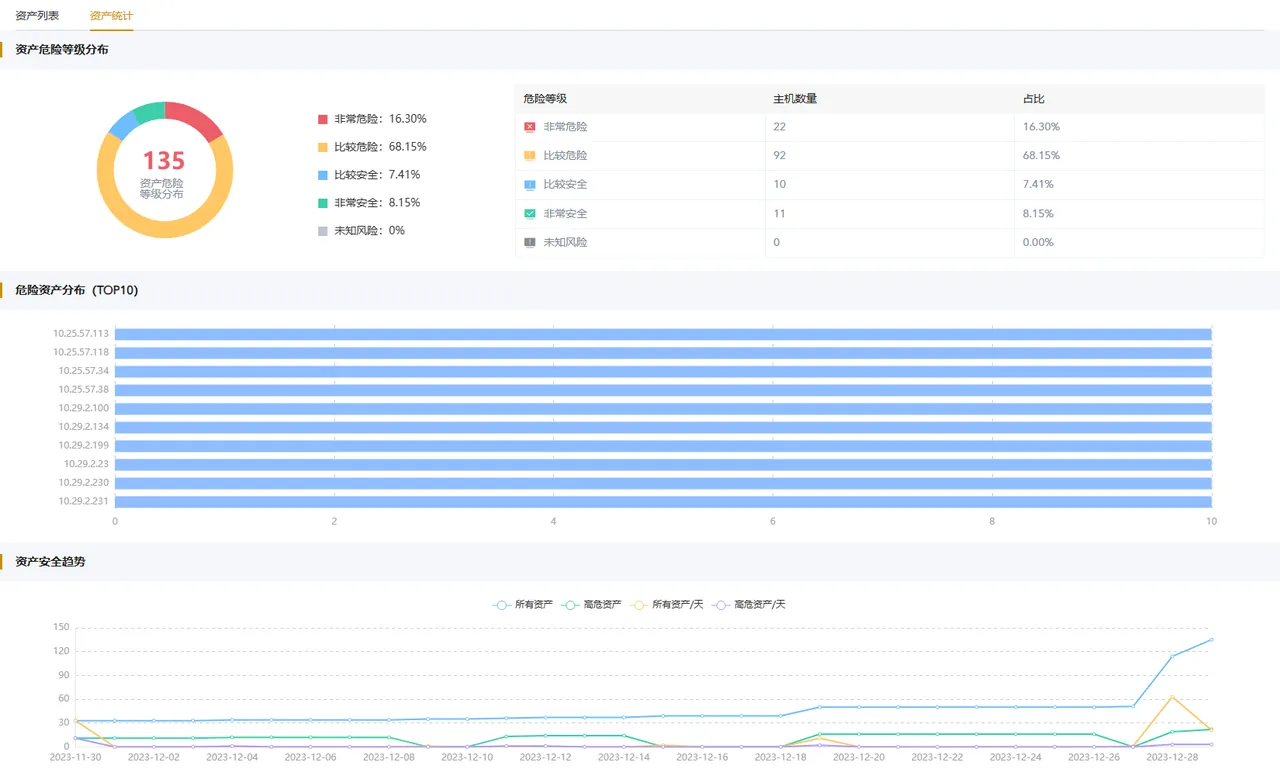 资产列表 资产统计
资产危险等级分布
135
资产危险
等级分布
非常危险：16.30%
比较危险：68.15%
比较安全：7.41%
非常安全：8.15%
未知风险：0%
危险等级 主机数量 占比
非常危险 22 16.30%
比较危险 92 68.15%
比较安全 10 7.41%
非常安全 11 8.15%
未知风险 0 0.00%
危险资产分布（TOP10）
10.25.57.113
10.25.57.118
10.25.57.34
10.25.57.38
10.29.2.100
10.29.2.134
10.29.2.199
10.29.2.23
10.29.2.230
10.29.2.231
0 2 4 6 8 10
资产安全趋势
所有资产 高危资产 所有资产/天 高危资产/天
150
120
90
60
30
0
2023-11-30 2023-12-02 2023-12-04 2023-12-06 2023-12-08 2023-12-10 2023-12-12 2023-12-14 2023-12-16 2023-12-18 2023-12-20 2023-12-22 2023-12-24 2023-12-26 2023-12-28